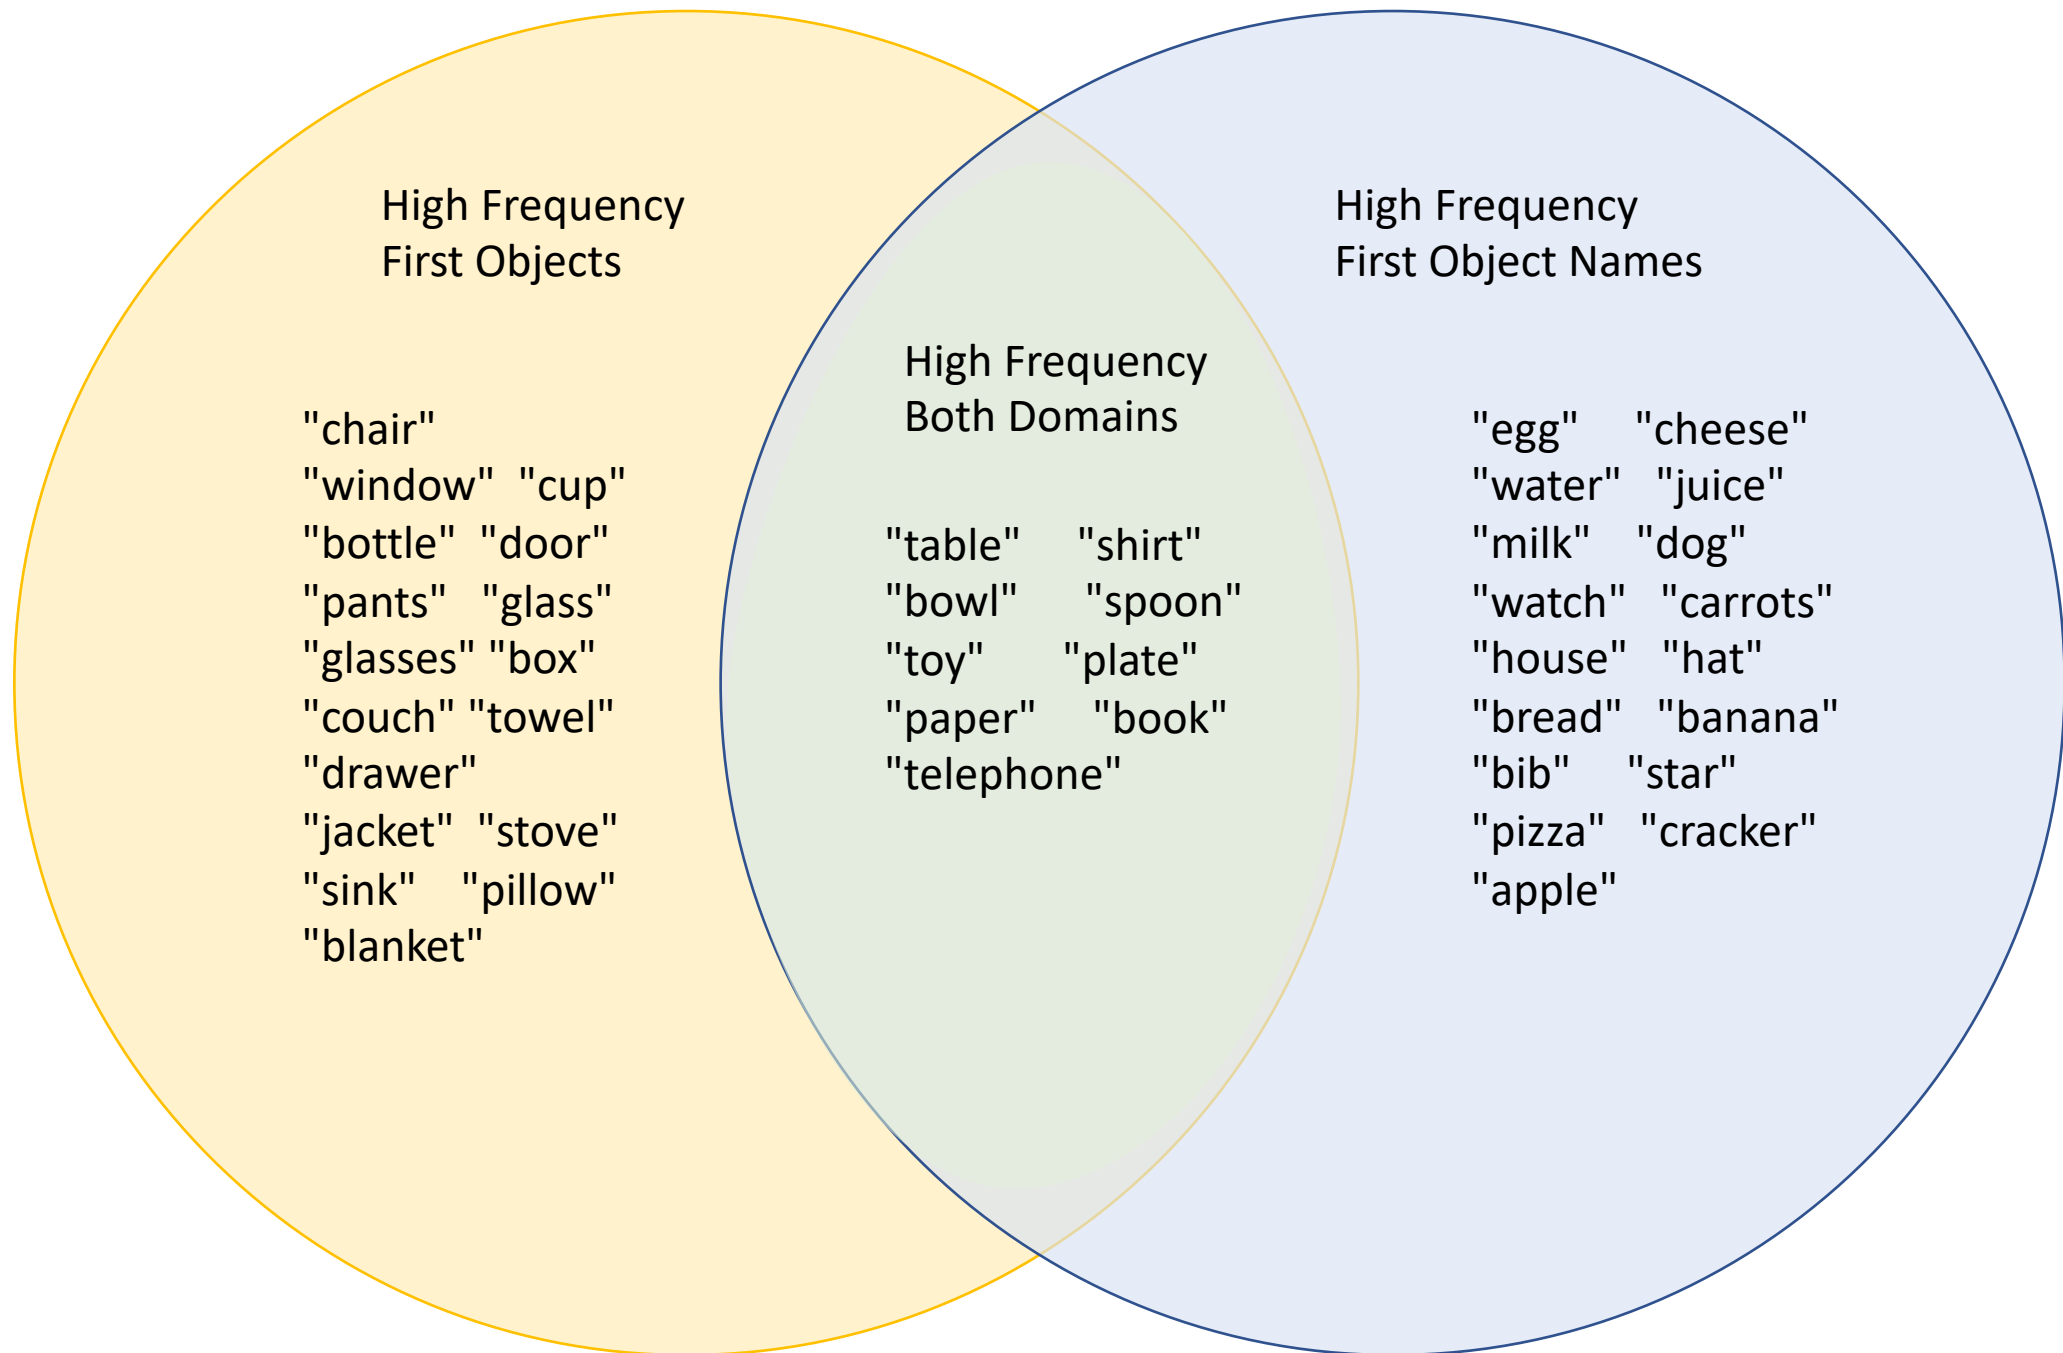 High Frequency
First Objects
"chair"
"window" "cup"
"bottle" "door"
"pants" "glass"
"glasses" "box"
"couch" "towel"
"drawer"
"jacket" "stove"
"sink" "pillow"
"blanket"
High Frequency
Both Domains
"table" "shirt"
"bowl" "spoon"
"toy" "plate"
"paper" "book"
"telephone"
High Frequency
First Object Names
"egg" "cheese"
"water" "juice"
"milk" "dog"
"watch" "carrots"
"house" "hat"
"bread" "banana"
"bib" "star"
"pizza" "cracker"
"apple"